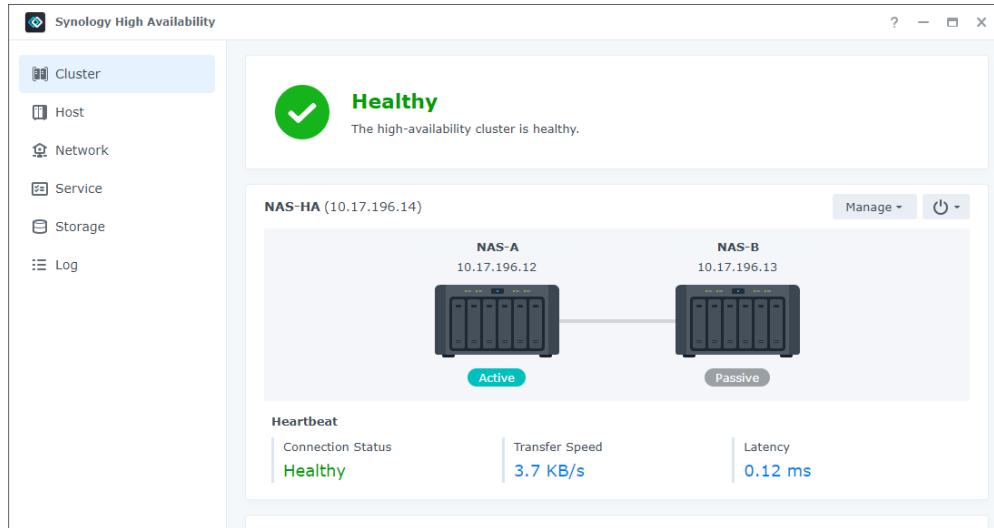 Synology High Availability
Cluster
Host
Network
Service
Storage
Log
Healthy
The high-availability cluster is healthy.
NAS-HA (10.17.196.14)
Manage
NAS-A
NAS-B
10.17.196.12
10.17.196.13
Active
Passive
Heartbeat
Connection Status
Transfer Speed
Latency
Healthy
3.7 KB/s
0.12 ms